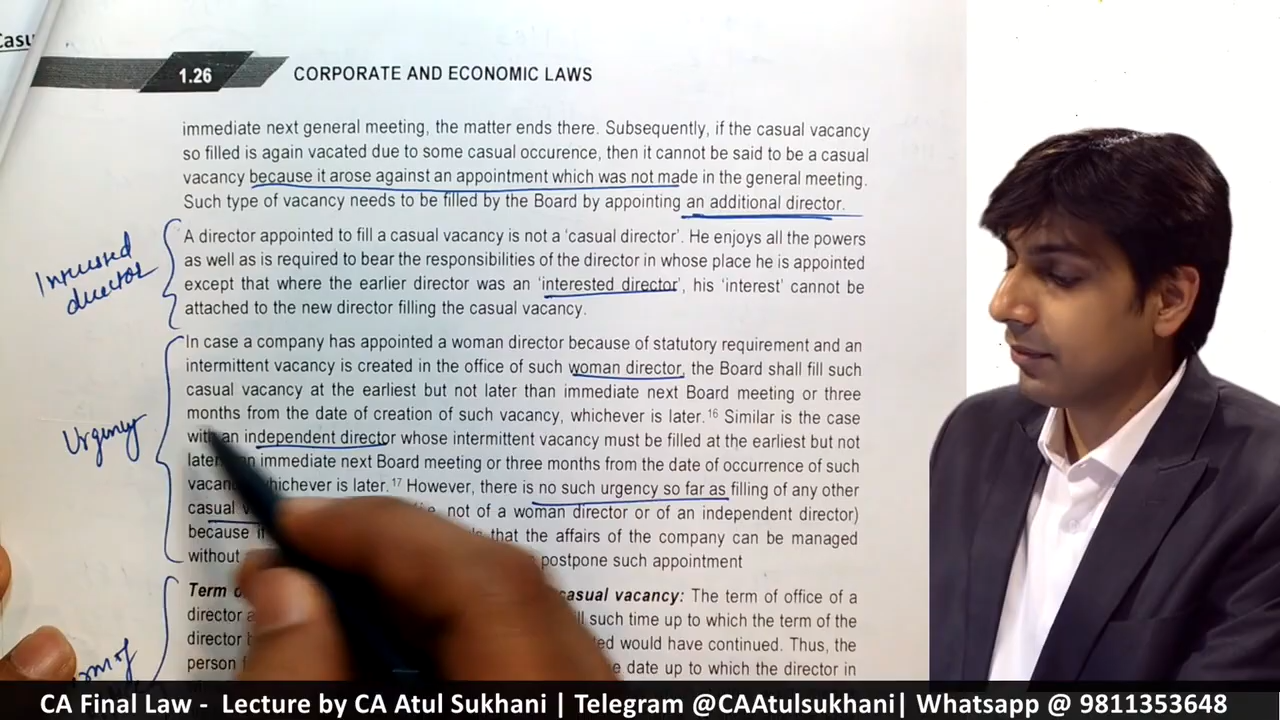 Casu
1.26 CORPORATE AND ECONOMIC LAWS
immediate next general meeting, the matter ends there. Subsequently, if the casual vacancy
so filled is again vacated due to some casual occurence, then it cannot be said to be a casual
vacancy because it arose against an appointment which was not made in the general meeting.
Such type of vacancy needs to be filled by the Board by appointing an additional director.
A director appointed to fill a casual vacancy is not a ‘casual director’. He enjoys all the powers
as well as is required to bear the responsibilities of the director in whose place he is appointed
except that where the earlier director was an ‘interested director’, his ‘interest’ cannot be
attached to the new director filling the casual vacancy.
director
In case a company has appointed a woman director because of statutory requirement and an
intermittent vacancy is created in the office of such woman director, the Board shall fill such
casual vacancy at the earliest but not later than immediate next Board meeting or three
months from the date of creation of such vacancy, whichever is later.16 Similar is the case
with an independent director whose intermittent vacancy must be filled at the earliest but not
later immediate next Board meeting or three months from the date of occurrence of such
whichever is later.17 However, there is no such urgency so far as filling of any other
casual not of a woman director or of an independent director)
because if that the affairs of the company can be managed
without postpone such appointment
Urgency
Term casual vacancy: The term of office of a
director such time up to which the term of the
director would have continued. Thus, the
person date up to which the director in
CA Final Law - Lecture by CA Atul Sukhani | Telegram @CAAtulsukhani| Whatsapp @ 9811353648